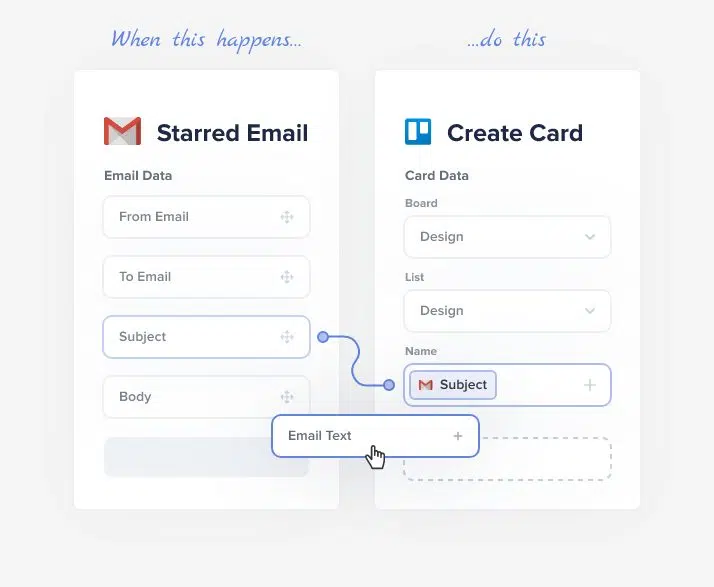 When this happens...
...do this
Starred Email
Email Data
From Email
To Email
Subject
Body
Email Text
Create Card
Card Data
Board
Design
List
Design
Name
Subject